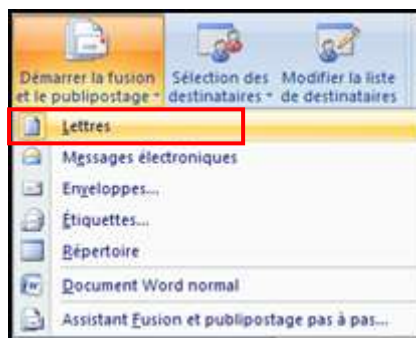 Démarrer la fusion et le publipostage
Sélection des destinataires
Modifier la liste de destinataires
Lettres
Messages électroniques
Enveloppes...
Étiquettes...
Répertoire
Document Word normal
Assistant Fusion et publipostage pas à pas...